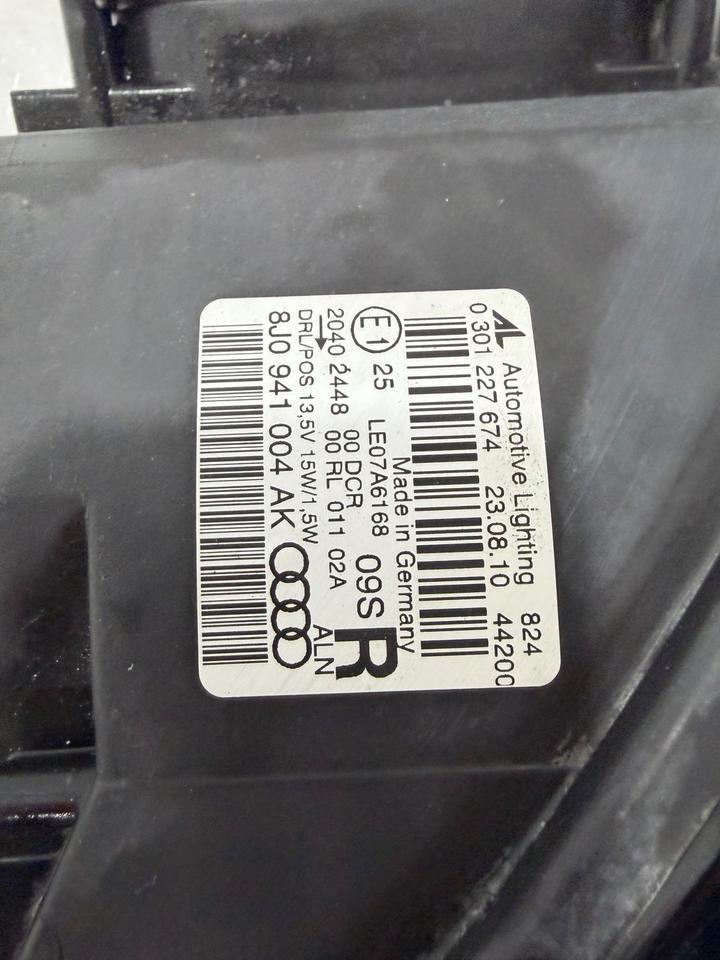 AL Automotive Lighting 824
0 301 227 674 23.08.10 44200
Made in Germany
E1 25 LE07A6168 09S R
2040 2448 00 DCR
00 RL 011 02A ALN
DRL/POS 13,5V 15W/1,5W
8J0 941 004 AK